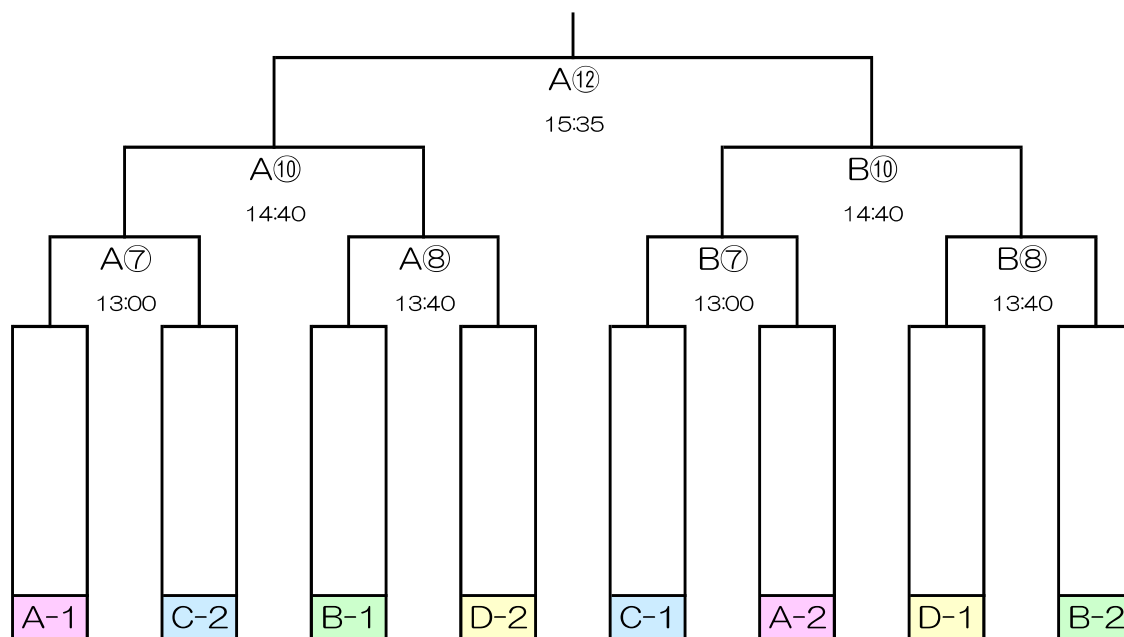 A⑫
15:35
A⑩ B⑩
14:40 14:40
A⑦ A⑧ B⑦ B⑧
13:00 13:40 13:00 13:40
A-1 C-2 B-1 D-2 C-1 A-2 D-1 B-2